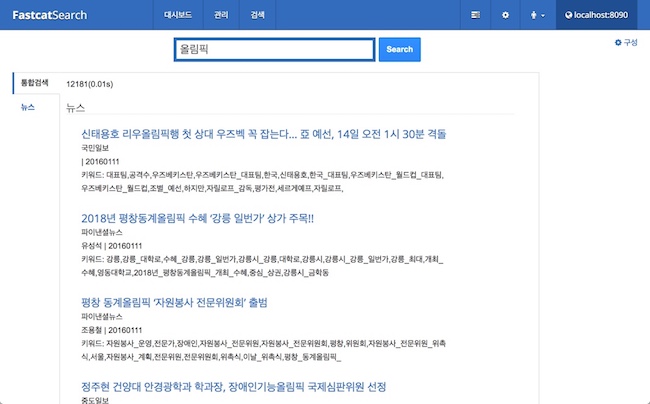 FastcatSearch 대시보드 관리 검색 localhost:8090
올림픽 Search 구성
통합검색 12181(0.01s)
뉴스 뉴스
신태용호 리우올림픽행 첫 상대 우즈벡 꼭 잡는다... 亞 예선, 14일 오전 1시 30분 격돌
국민일보
| 20160111
키워드: 대표팀,공격수,우즈베키스탄,우즈베키스탄_대표팀,한국,신태용호,한국_대표팀,우즈베키스탄_월드컵_대표팀,
우즈베키스탄_월드컵,조별_예선,하지만,자밀로프_감독,평가전,세르게예프,자밀로프,
2018년 평창동계올림픽 수혜 ‘강릉 일번가’ 상가 주목!!
파이낸셜뉴스
유성석 | 20160111
키워드: 강릉,강릉_대학로,수혜_강릉,강릉_일번가,강릉시_강릉,대학로,강릉시,강릉시_강릉_일번가,강릉_최대,개최_
수혜,영동대학교,2018년_평창동계올림픽_개최_수혜,중심_상권,강릉시_금학동
평창 동계올림픽 ‘자원봉사 전문위원회’ 출범
파이낸셜뉴스
조용철 | 20160111
키워드: 자원봉사_운영,전문가,장애인,자원봉사_전문위원,자원봉사_전문위원회,평창,위원회,자원봉사_전문위원_위촉
식,서울,자원봉사_계획,전문위원,전문위원회,위촉식,이날_위촉식,평창_동계올림픽_
정주현 건양대 안경광학과 학과장, 장애인기능올림픽 국제심판위원 선정
중도일보